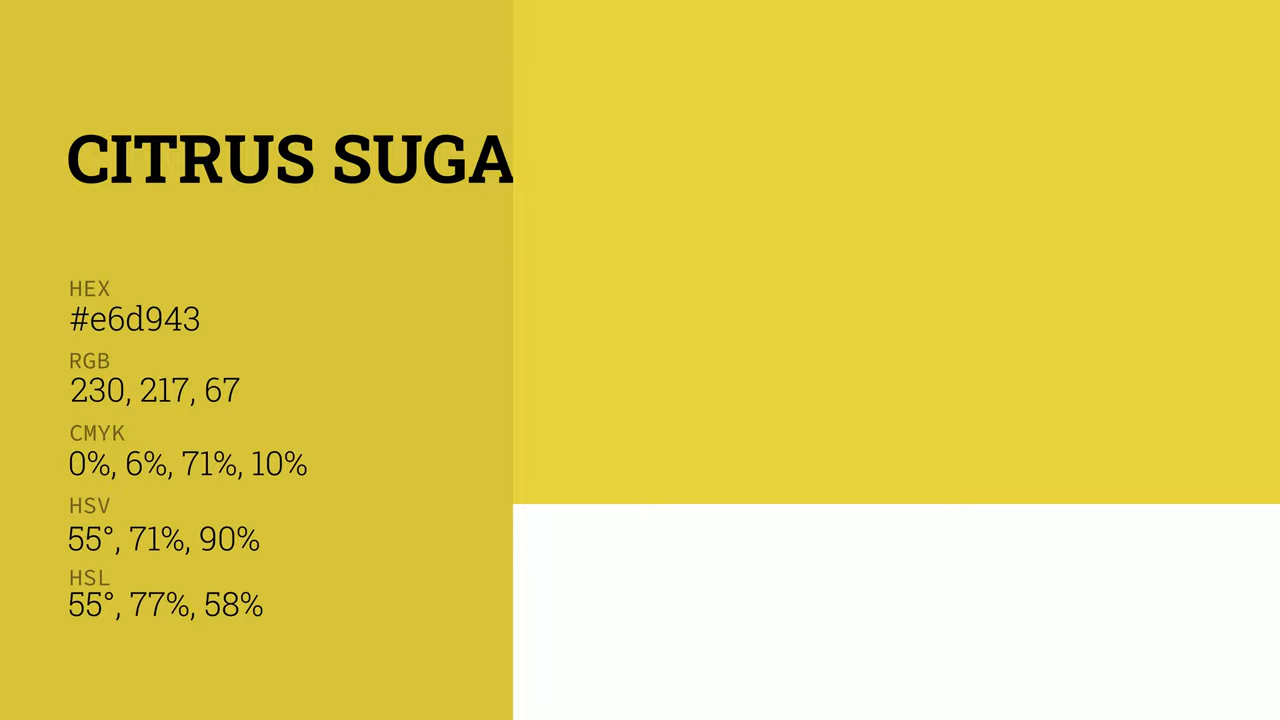 CITRUS SUGA
HEX
#e6d943
RGB
230, 217, 67
CMYK
0%, 6%, 71%, 10%
HSV
55°, 71%, 90%
HSL
55°, 77%, 58%